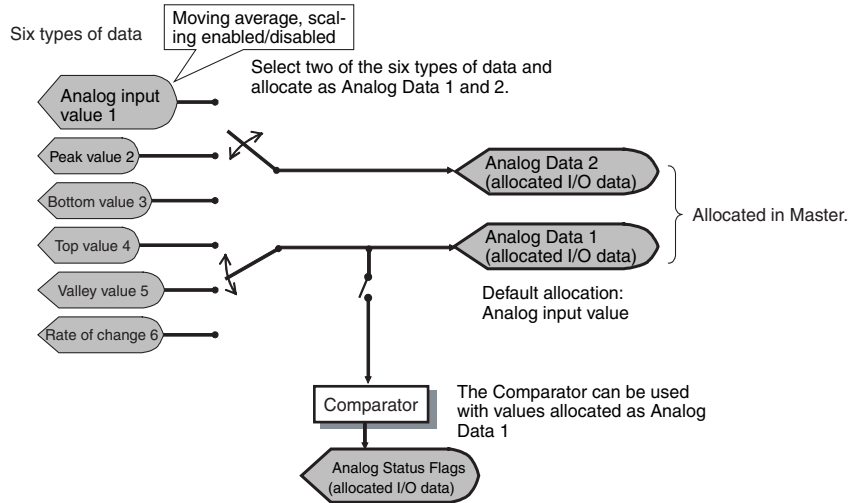 Six types of data
Moving average, scal-
ing enabled/disabled
Select two of the six types of data and
allocate as Analog Data 1 and 2.
Analog input
value 1
Peak value 2
Bottom value 3
Top value 4
Valley value 5
Rate of change 6
Analog Data 2
(allocated I/O data)
Analog Data 1
(allocated I/O data)
Allocated in Master.
Default allocation:
Analog input value
Comparator
The Comparator can be used
with values allocated as Analog
Data 1
Analog Status Flags
(allocated I/O data)